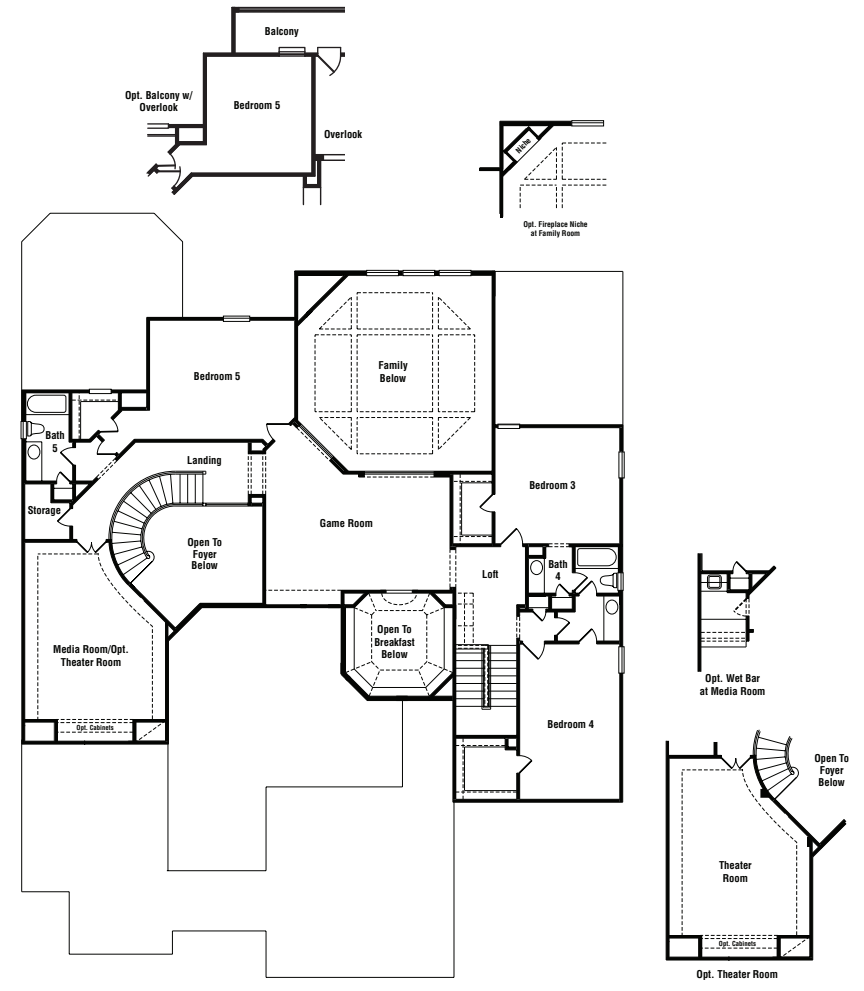 Balcony
Opt. Balcony w/
Overlook
Bedroom 5
Overlook
Niche
Opt. Fireplace Niche
at Family Room
Bedroom 5
Family
Below
Bath
5
Landing
Bedroom 3
Storage
Game Room
Open To
Foyer
Below
Loft
Bath
4
Media Room/Opt.
Theater Room
Open To
Breakfast
Below
Opt. Wet Bar
at Media Room
Opt. Cabinets
Bedroom 4
Open To
Foyer
Below
Theater
Room
Opt. Cabinets
Opt. Theater Room